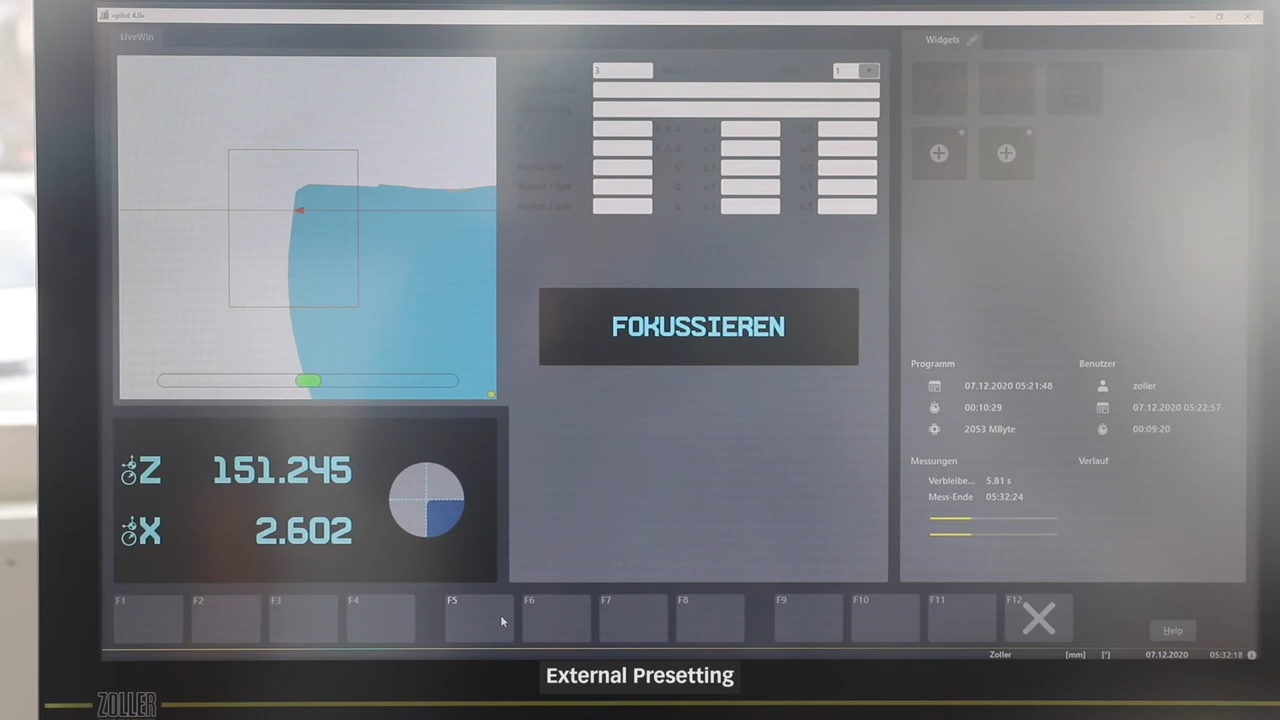 vpilot 4.0
LiveWin
Widgets
3
1
FOKUSSIEREN
Z 151.245
X 2.602
Programm
07.12.2020 05:21:48
00:10:29
2053 MByte
Benutzer
zoller
07.12.2020 05:22:57
00:09:20
Messungen
Verbleibe... 5.81 s
Mess-Ende 05:32:24
Verlauf
F1 F2 F3 F4 F5 F6 F7 F8 F9 F10 F11 F12
Help
Zoller [mm] [°] 07.12.2020 05:32:18
External Presetting
ZOLLER